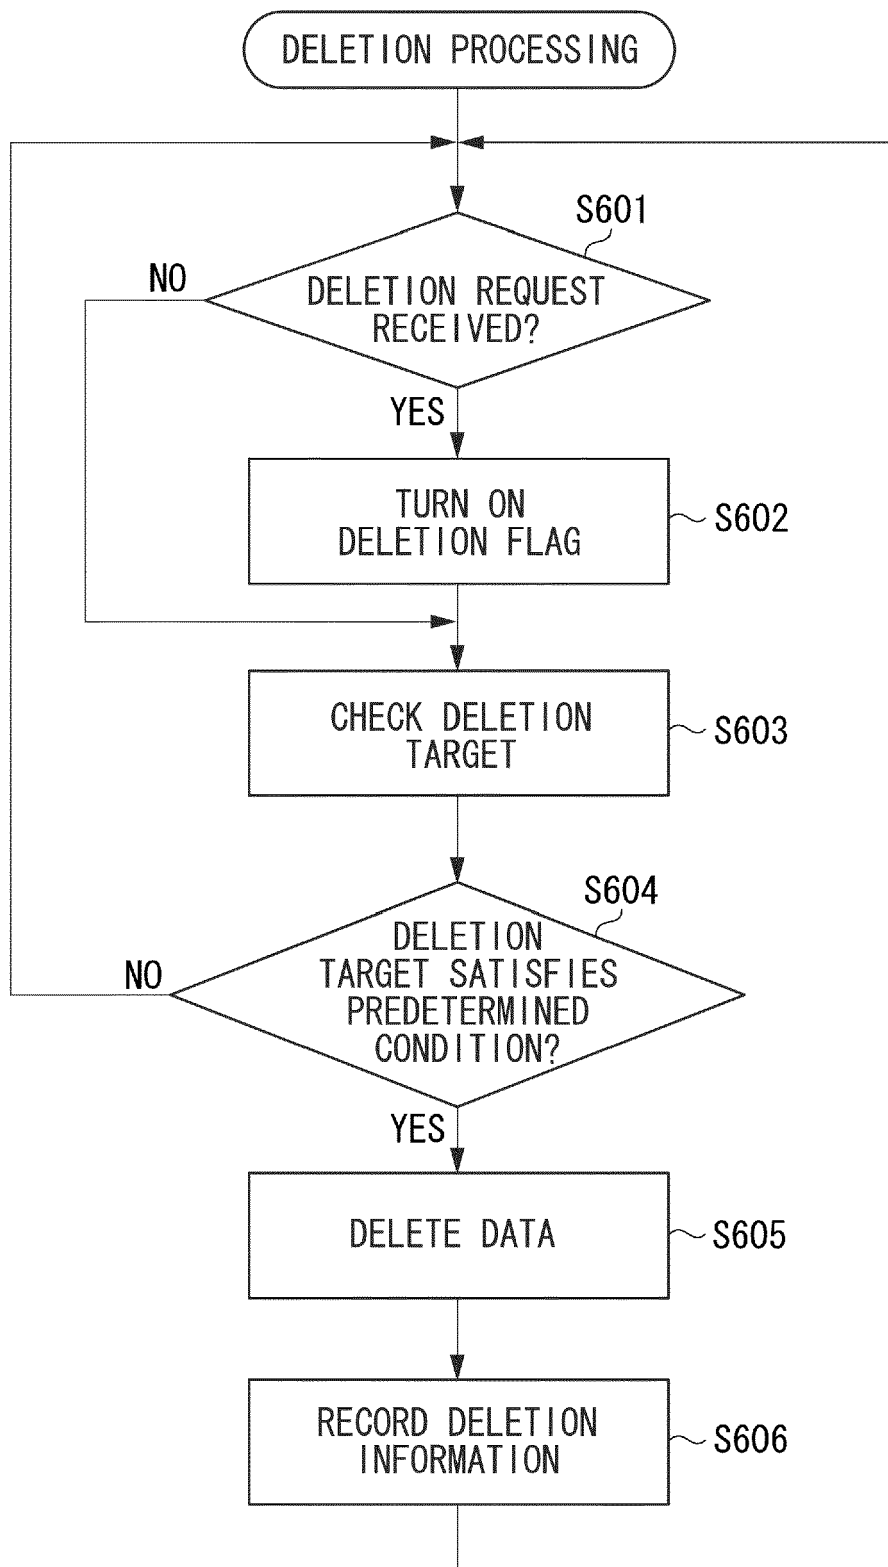 DELETION PROCESSING
S601
NO
DELETION REQUEST
RECEIVED?
YES
TURN ON
DELETION FLAG
S602
CHECK DELETION
TARGET
S603
S604
DELETION
TARGET SATISFIES
PREDETERMINED
CONDITION?
NO
YES
DELETE DATA
S605
RECORD DELETION
INFORMATION
S606